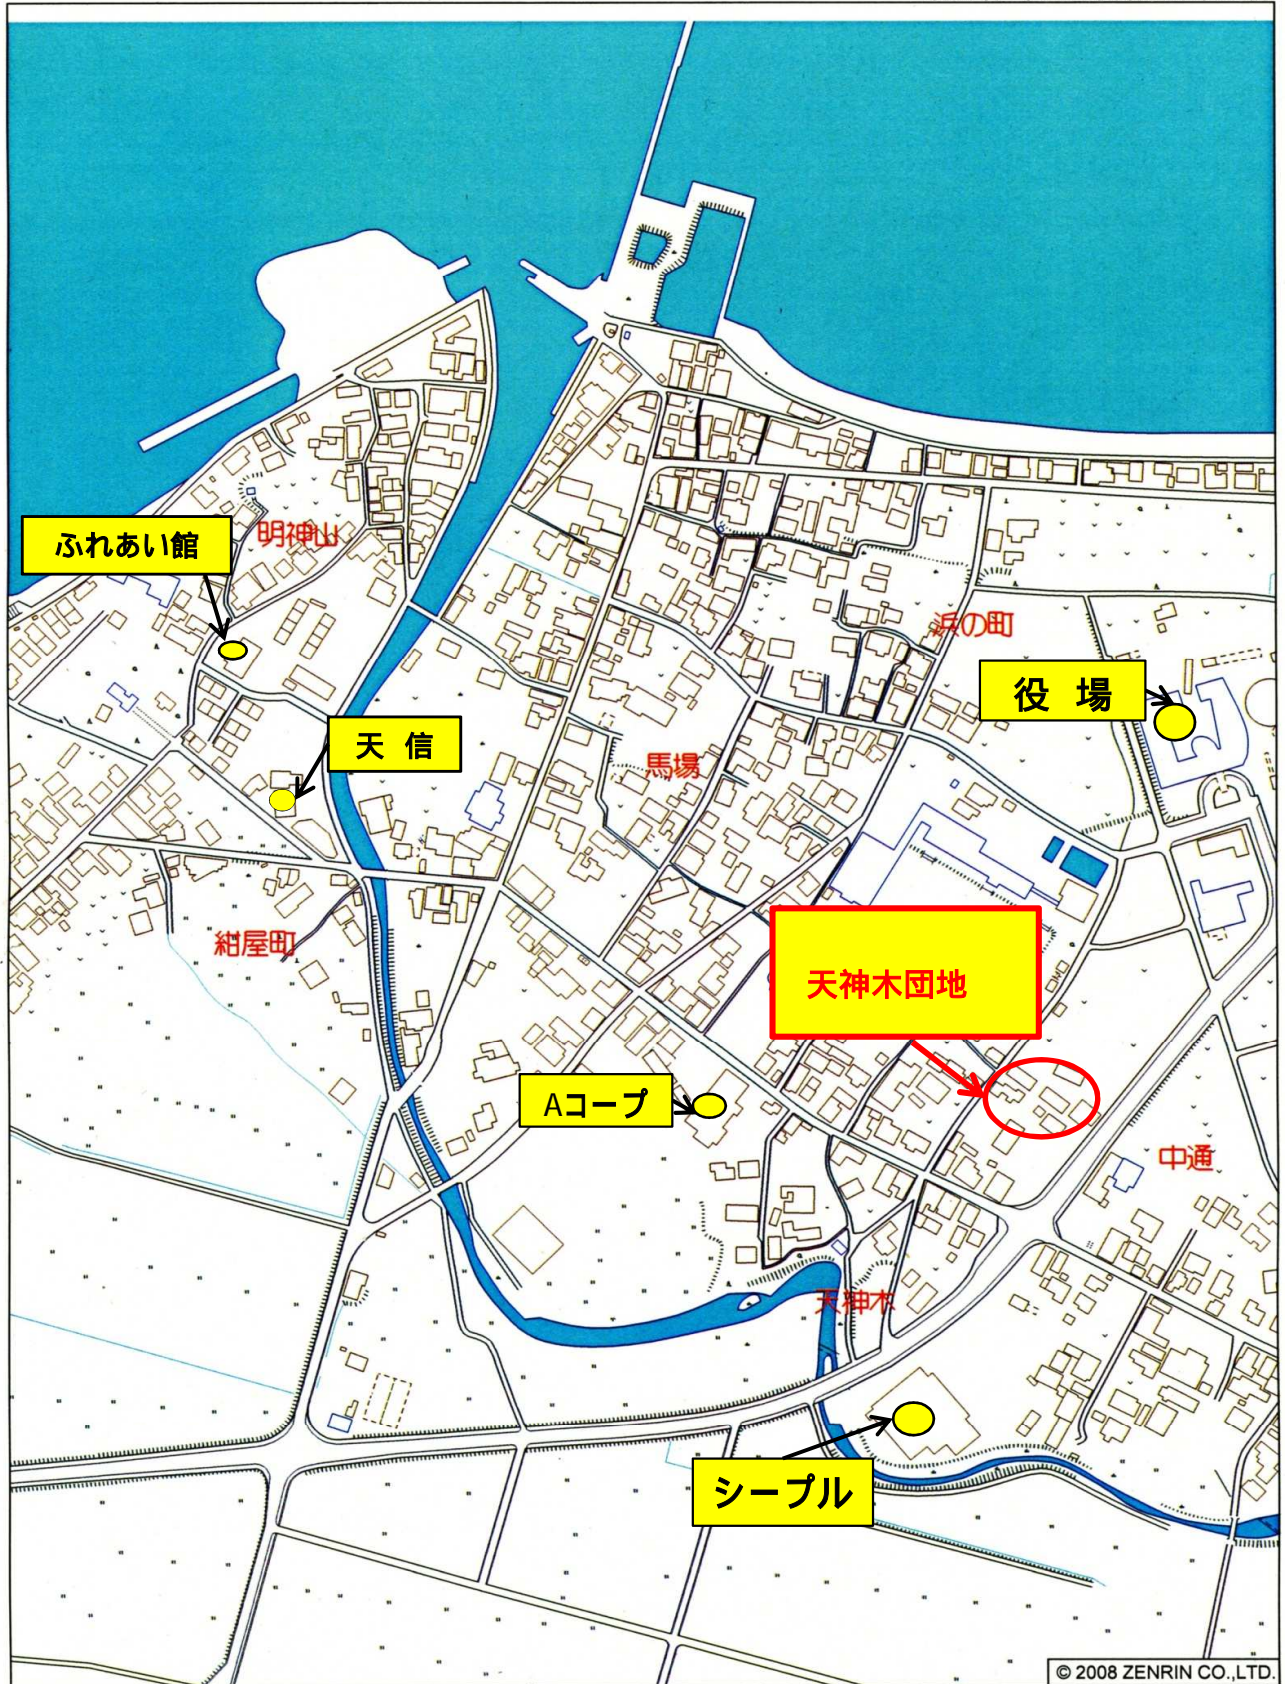 明神山
ふれあい館
浜の町
役 場
天 信
馬場
紺屋町
天神木団地
Aコープ
中通
天神木
シープル
© 2008 ZENRIN CO.,LTD.